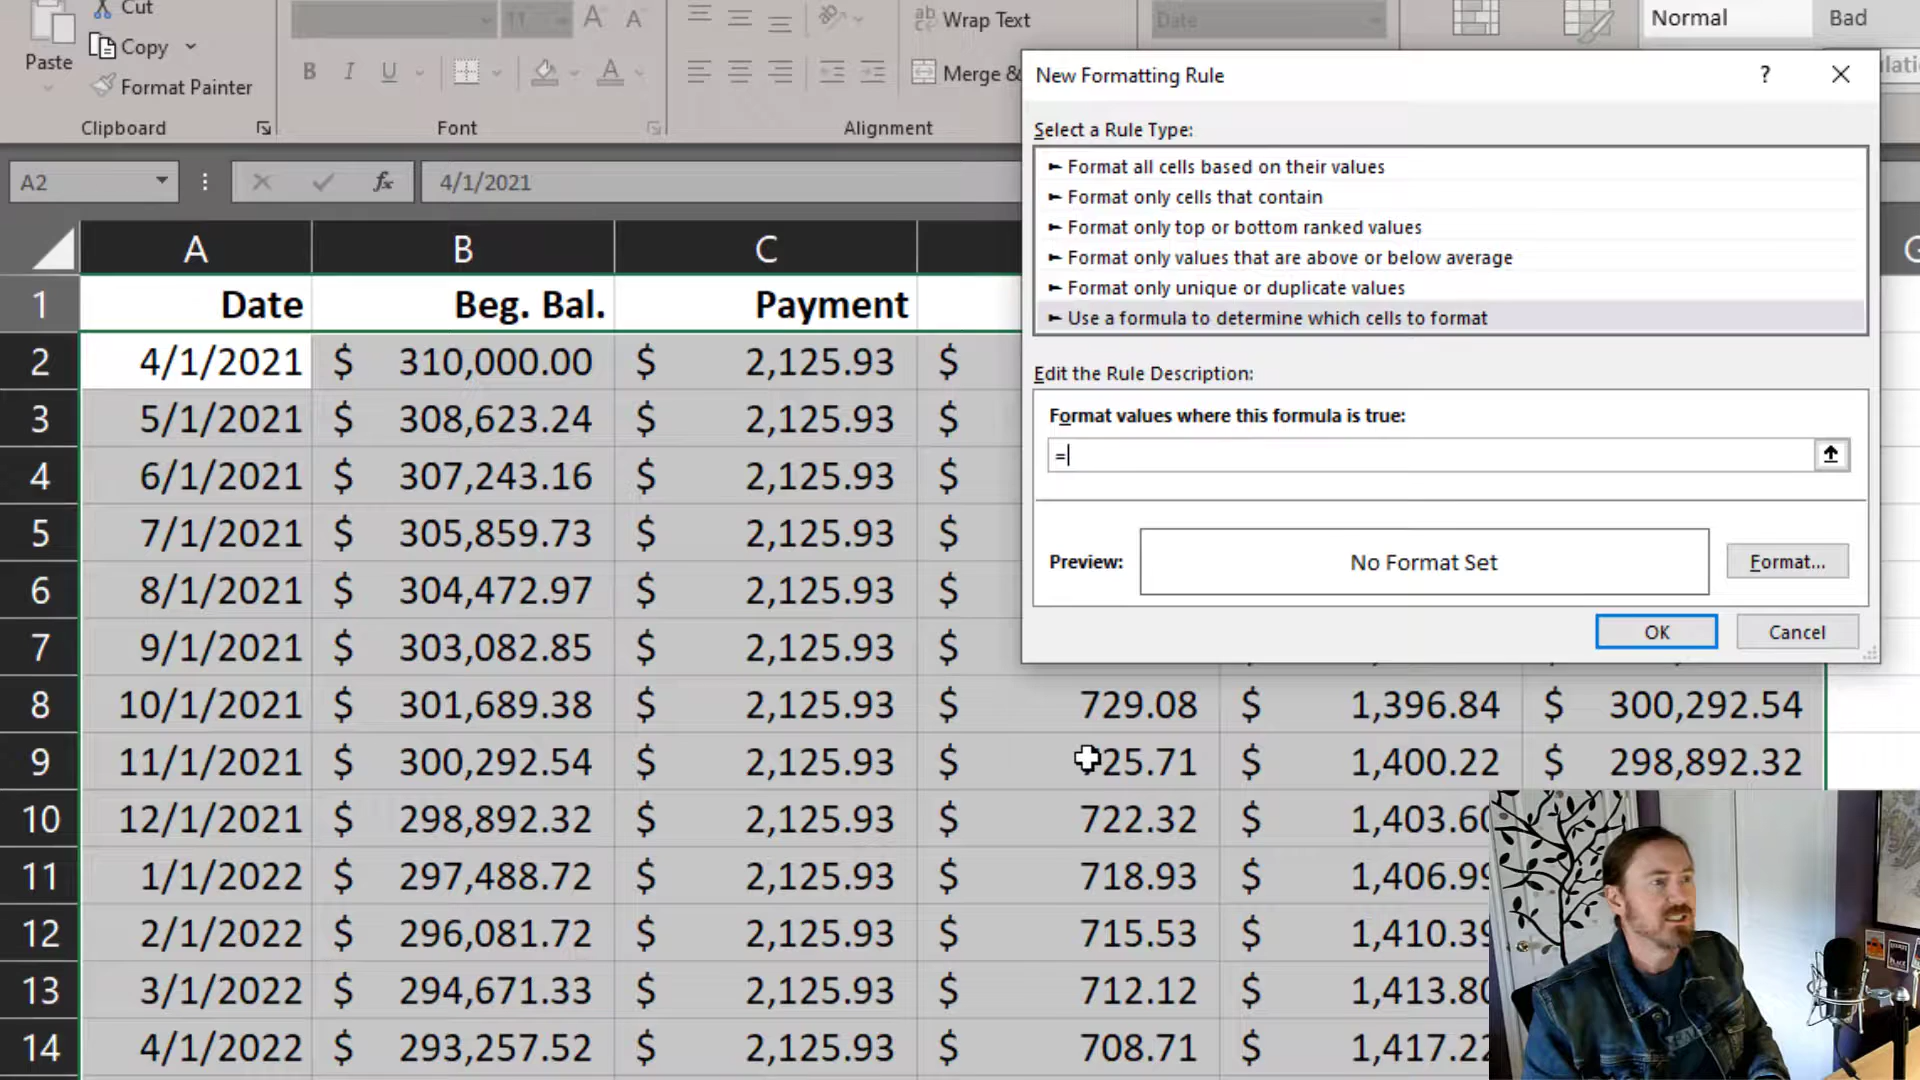 Cut
Copy
Format Painter
Paste
Clipboard
11
B I U
Font
Wrap Text
Merge &
Alignment
Date
Normal
Bad
New Formatting Rule
?
Select a Rule Type:
► Format all cells based on their values
► Format only cells that contain
► Format only top or bottom ranked values
► Format only values that are above or below average
► Format only unique or duplicate values
► Use a formula to determine which cells to format
Edit the Rule Description:
Format values where this formula is true:
=
Preview:
No Format Set
Format...
OK
Cancel
A2
fx
4/1/2021
A B C
1 Date Beg. Bal. Payment
2 4/1/2021 $ 310,000.00 $ 2,125.93 $
3 5/1/2021 $ 308,623.24 $ 2,125.93 $
4 6/1/2021 $ 307,243.16 $ 2,125.93 $
5 7/1/2021 $ 305,859.73 $ 2,125.93 $
6 8/1/2021 $ 304,472.97 $ 2,125.93 $
7 9/1/2021 $ 303,082.85 $ 2,125.93 $
8 10/1/2021 $ 301,689.38 $ 2,125.93 $ 729.08 $ 1,396.84 $ 300,292.54
9 11/1/2021 $ 300,292.54 $ 2,125.93 $ 25.71 $ 1,400.22 $ 298,892.32
10 12/1/2021 $ 298,892.32 $ 2,125.93 $ 722.32 $ 1,403.60
11 1/1/2022 $ 297,488.72 $ 2,125.93 $ 718.93 $ 1,406.99
12 2/1/2022 $ 296,081.72 $ 2,125.93 $ 715.53 $ 1,410.39
13 3/1/2022 $ 294,671.33 $ 2,125.93 $ 712.12 $ 1,413.80
14 4/1/2022 $ 293,257.52 $ 2,125.93 $ 708.71 $ 1,417.22